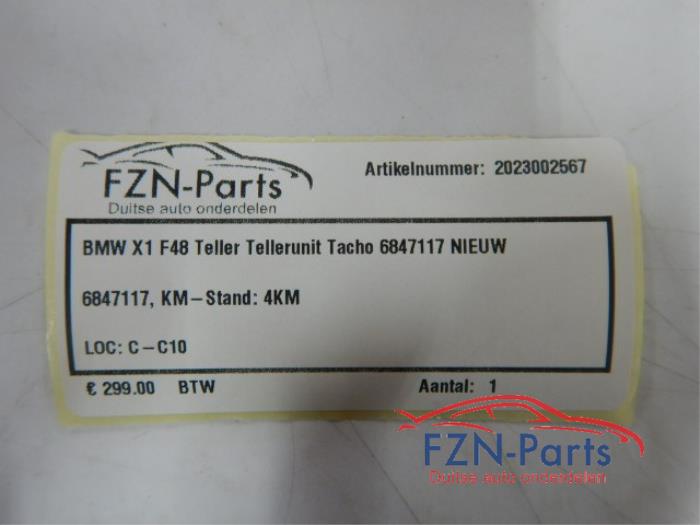 FZN-Parts
Duitse auto onderdelen
Artikelnummer: 2023002567
BMW X1 F48 Teller Tellerunit Tacho 6847117 NIEUW
6847117, KM-Stand: 4KM
LOC: C-C10
€ 299.00 BTW Aantal: 1
FZN-Parts
Duitse auto onderdelen